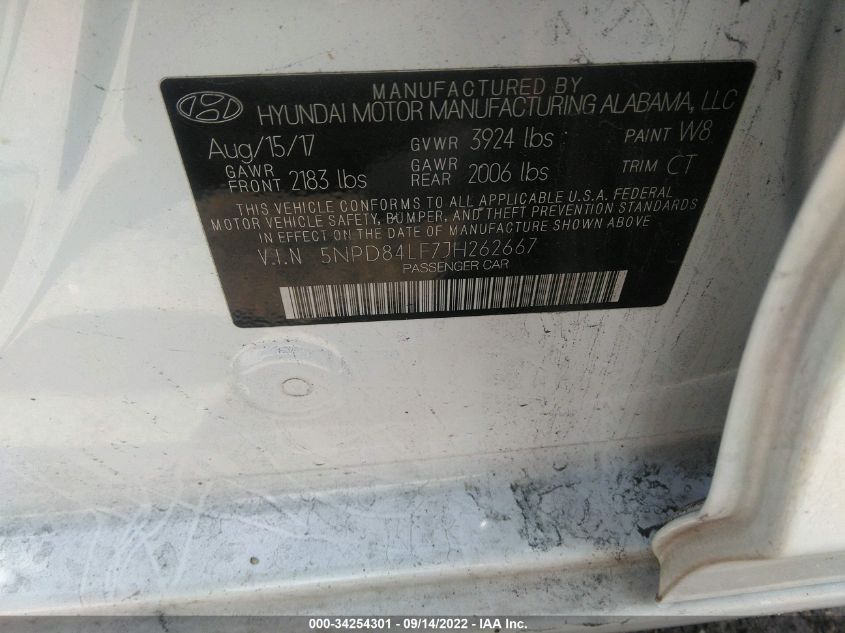 MANUFACTURED BY
HYUNDAI MOTOR MANUFACTURING ALABAMA, LLC
Aug/15/17 GVWR 3924 lbs PAINT W8
GAWR FRONT 2183 lbs GAWR REAR 2006 lbs TRIM CT
THIS VEHICLE CONFORMS TO ALL APPLICABLE U.S.A. FEDERAL
MOTOR VEHICLE SAFETY, BUMPER, AND THEFT PREVENTION STANDARDS
IN EFFECT ON THE DATE OF MANUFACTURE SHOWN ABOVE
V.I.N 5NPD84LF7JH262667
PASSENGER CAR
000-34254301 - 09/14/2022 - IAA Inc.